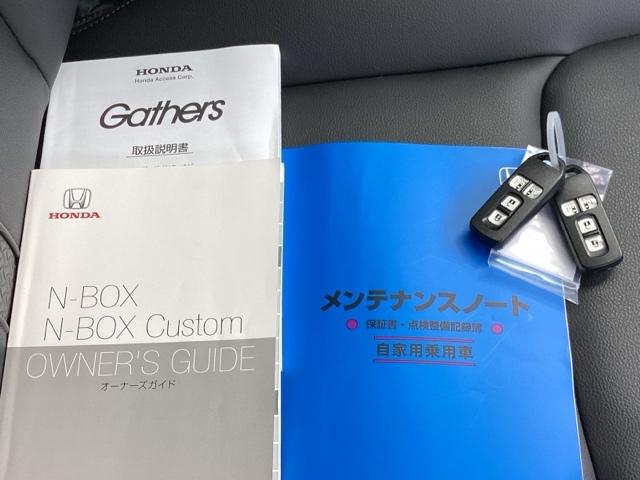 HONDA
Honda Access Corp.
Gathers
取扱説明書
HONDA
N-BOX
N-BOX Custom
OWNER'S GUIDE
オーナーズガイド
メンテナンスノート
保証書・点検整備記録簿
自家用乗用車